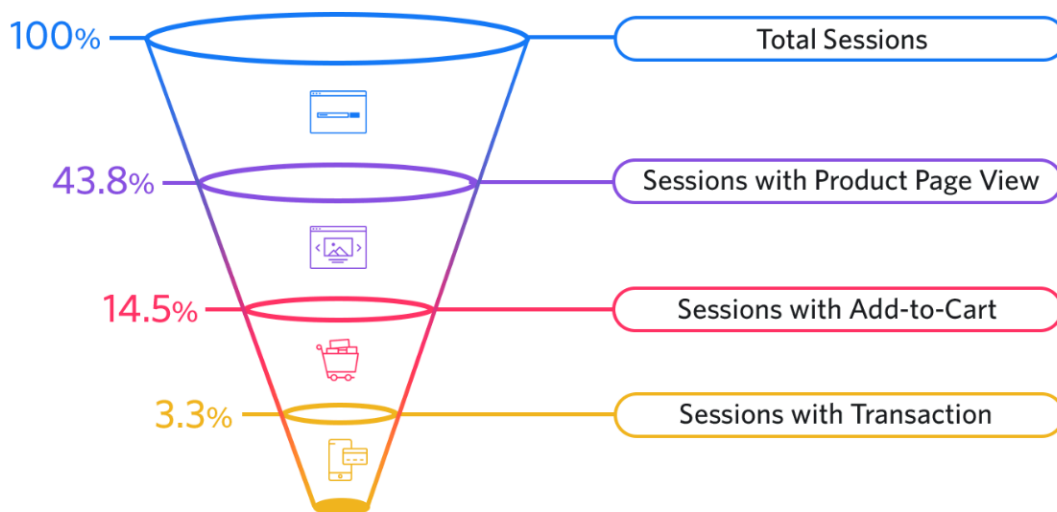 100% Total Sessions
43.8% Sessions with Product Page View
14.5% Sessions with Add-to-Cart
3.3% Sessions with Transaction